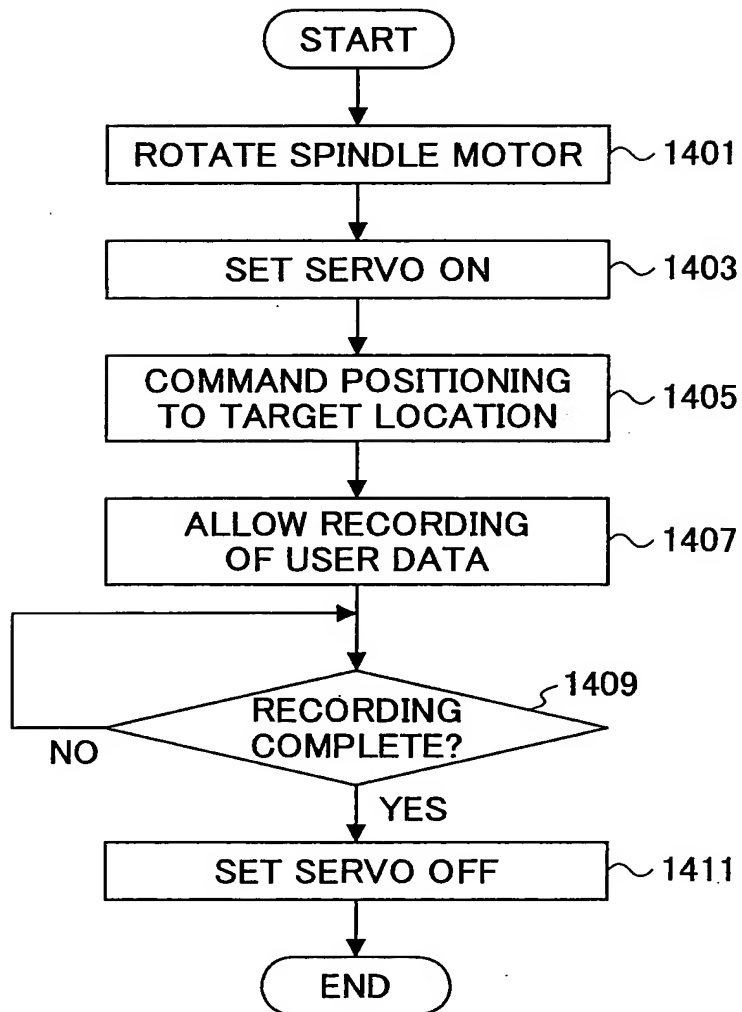 START
ROTATE SPINDLE MOTOR
1401
SET SERVO ON
1403
COMMAND POSITIONING
TO TARGET LOCATION
1405
ALLOW RECORDING
OF USER DATA
1407
1409
RECORDING
COMPLETE?
NO
YES
SET SERVO OFF
1411
END